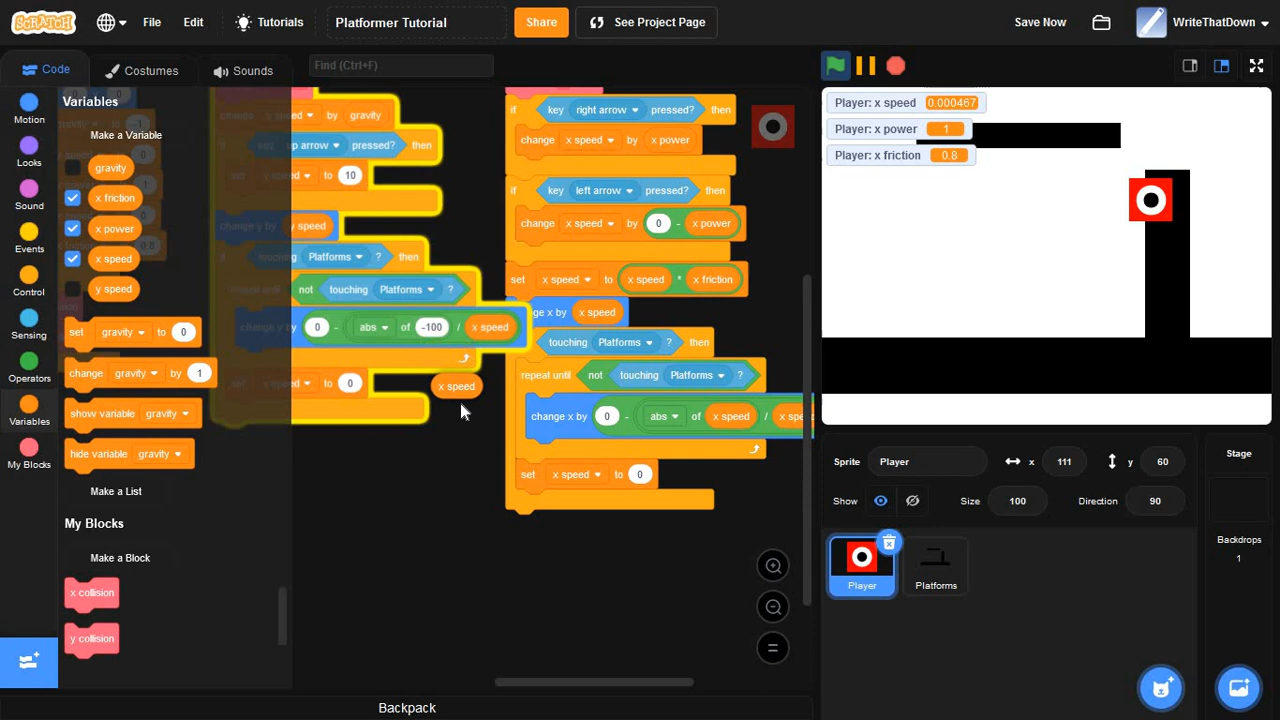 SCRATCH File Edit Tutorials Platformer Tutorial Share See Project Page Save Now WriteThatDown
Code Costumes Sounds Find (Ctrl+F)
Motion
Looks
Sound
Events
Control
Sensing
Operators
Variables
My Blocks
Variables
Make a Variable
gravity
x friction
x power
x speed
y speed
set gravity to 0
change gravity by 1
show variable gravity
hide variable gravity
Make a List
My Blocks
Make a Block
x collision
y collision
by gravity
pressed? then
to 10
change y by y speed
touching Platforms ? then
repeat until not touching Platforms ?
change y by 0 - abs of -100 / x speed
set to 0
x speed
if key right arrow pressed? then
change x speed by x power
if key left arrow pressed? then
change x speed by 0 - x power
set x speed to x speed * x friction
ge x by x speed
touching Platforms ? then
repeat until not touching Platforms ?
change x by 0 - abs of x speed / x spe
set x speed to 0
Backpack
Player: x speed 0.000467
Player: x power 1
Player: x friction 0.8
Sprite Player x 111 y 60
Show Size 100 Direction 90
Player
Platforms
Stage
Backdrops
1